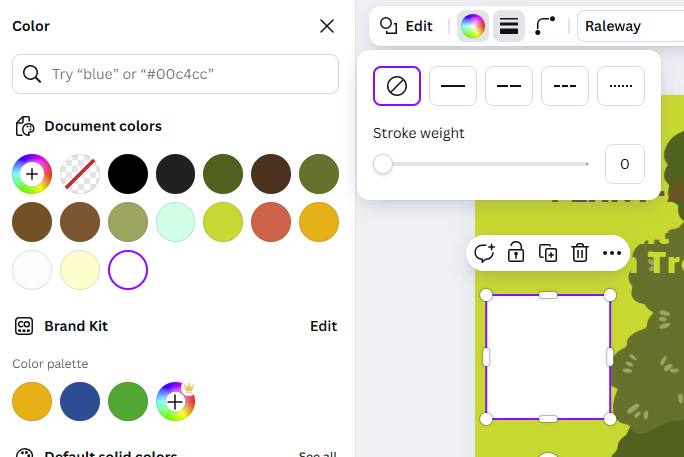 Color
Edit
Raleway
Try “blue” or “#00c4cc”
Document colors
Stroke weight
0
Brand Kit
Edit
Color palette
Default solid colors
See all